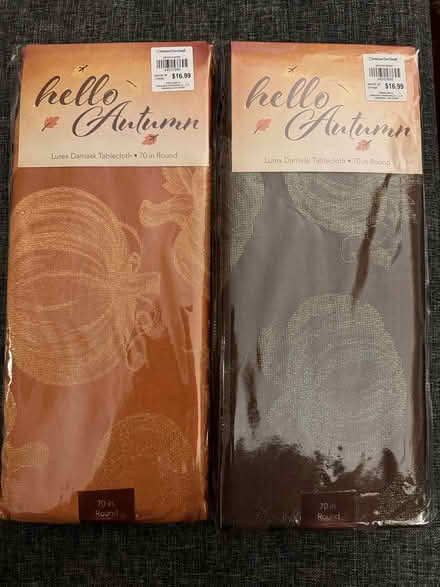 $16.99
hello
Autumn
Lurex Damask Tablecloth • 70 in Round
70 in
Round
$16.99
hello
Autumn
Lurex Damask Tablecloth • 70 in Round
70 in
Round